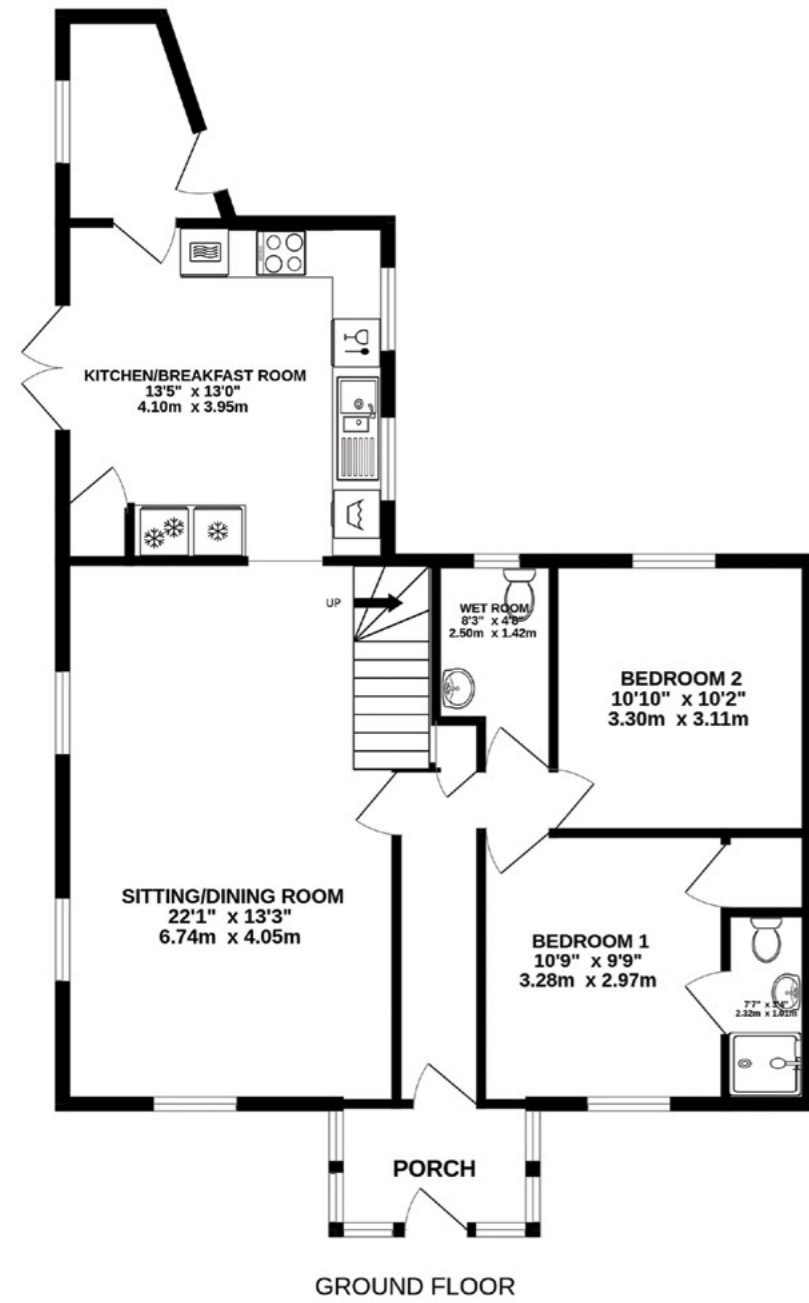 KITCHEN/BREAKFAST ROOM
13'5" x 13'0"
4.10m x 3.95m
UP
WET ROOM
8'3" x 4'8"
2.50m x 1.42m
BEDROOM 2
10'10" x 10'2"
3.30m x 3.11m
SITTING/DINING ROOM
22'1" x 13'3"
6.74m x 4.05m
BEDROOM 1
10'9" x 9'9"
3.28m x 2.97m
7'7" x 3'4"
2.32m x 1.01m
PORCH
GROUND FLOOR